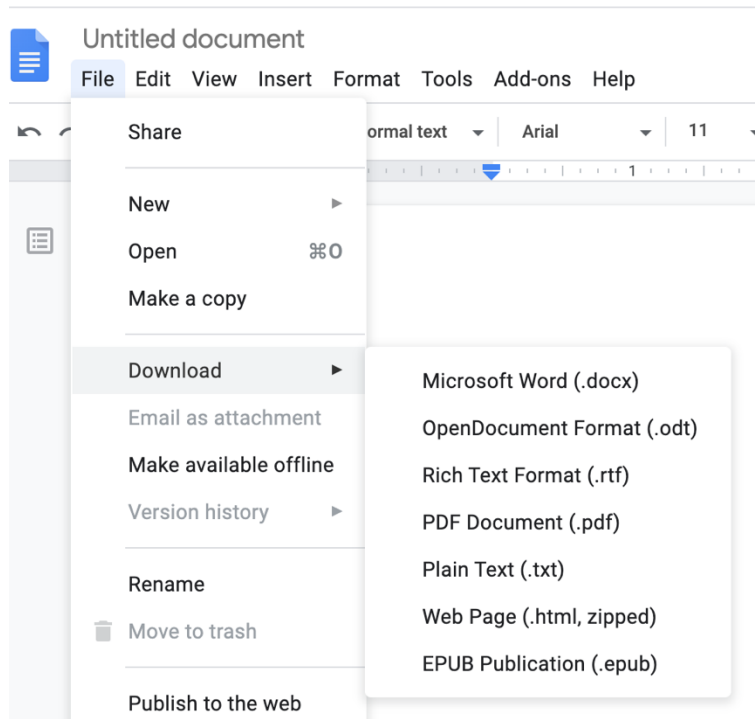 Untitled document
File Edit View Insert Format Tools Add-ons Help
ormal text Arial 11
1
Share
New
Open ⌘O
Make a copy
Download
Email as attachment
Make available offline
Version history
Rename
Move to trash
Publish to the web
Microsoft Word (.docx)
OpenDocument Format (.odt)
Rich Text Format (.rtf)
PDF Document (.pdf)
Plain Text (.txt)
Web Page (.html, zipped)
EPUB Publication (.epub)